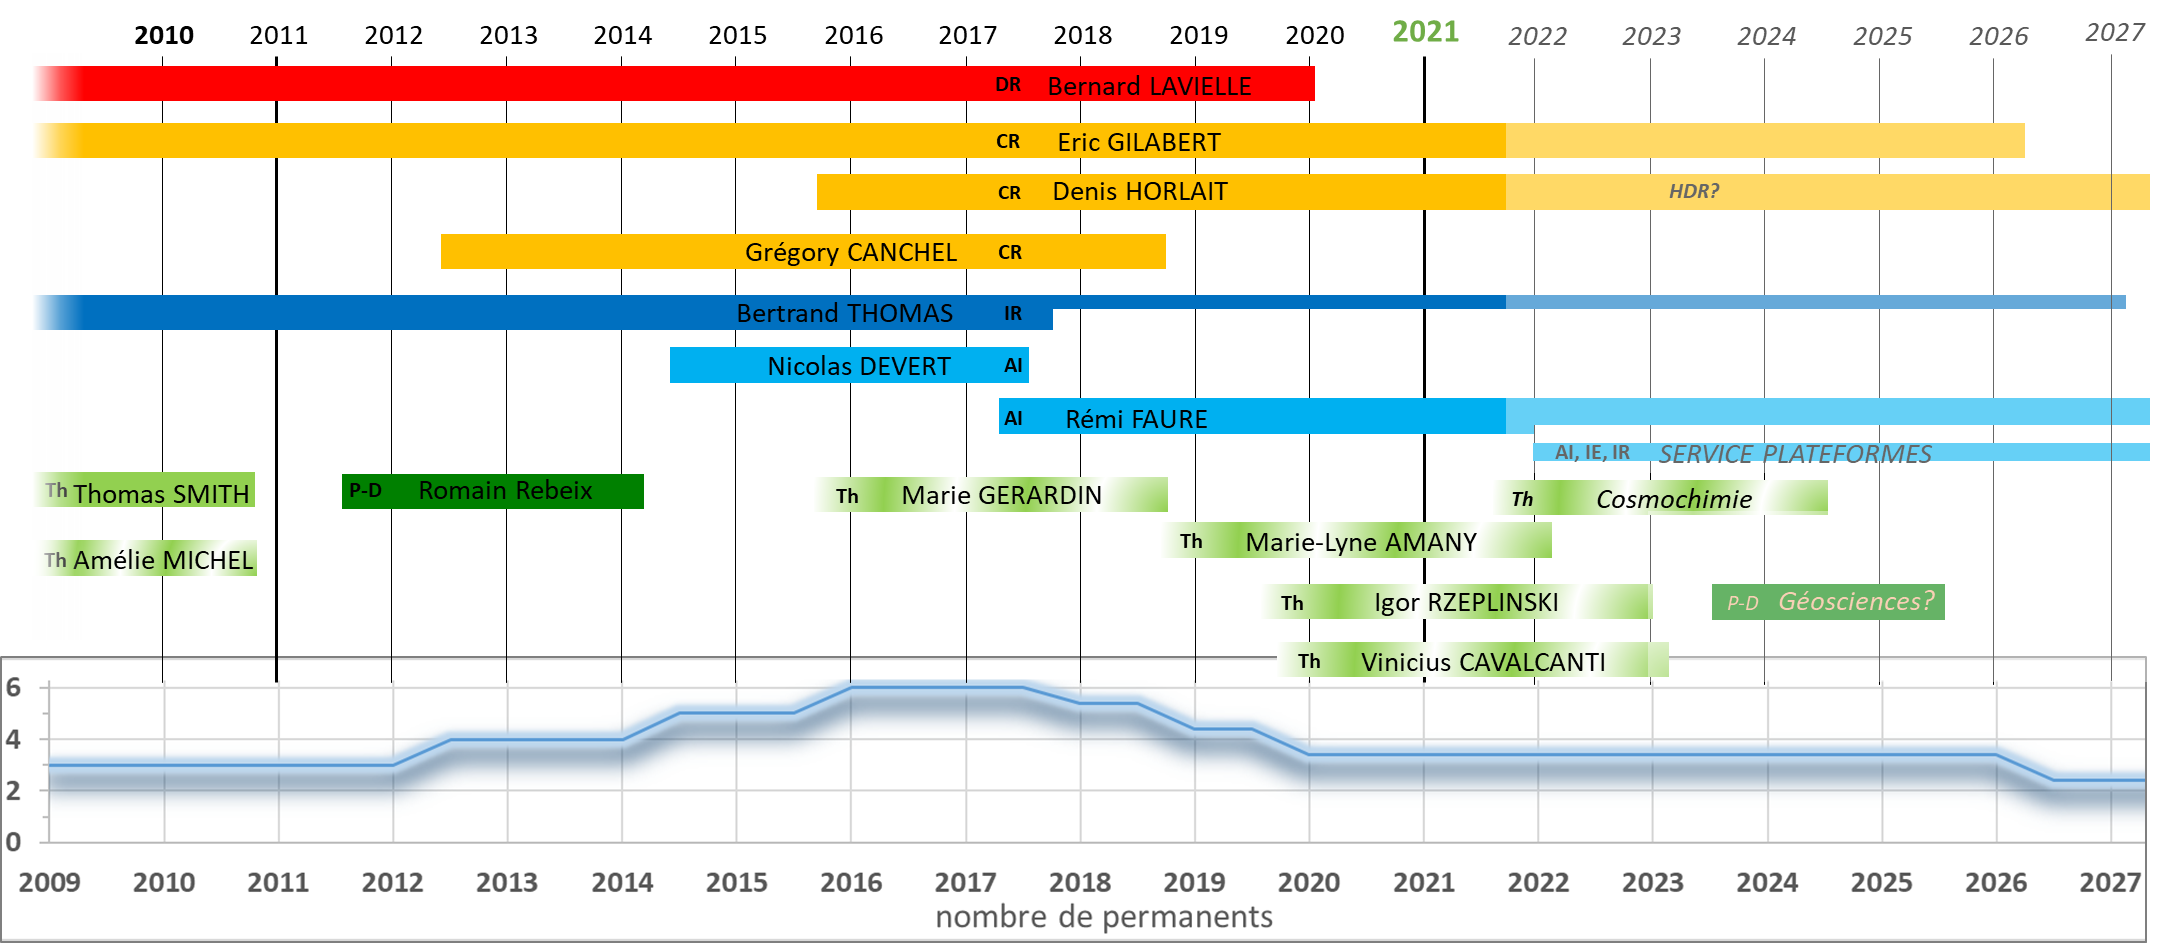 2010 2011 2012 2013 2014 2015 2016 2017 2018 2019 2020 2021 2022 2023 2024 2025 2026 2027
DR Bernard LAVIELLE
CR Eric GILABERT
CR Denis HORLAIT HDR?
Grégory CANCHEL CR
Bertrand THOMAS IR
Nicolas DEVERT AI
AI Rémi FAURE
AI, IE, IR SERVICE PLATEFORMES
Th Thomas SMITH P-D Romain Rebeix Th Marie GERARDIN Th Cosmochimie
Th Marie-Lyne AMANY
Th Amélie MICHEL
Th Igor RZEPLINSKI P-D Géosciences?
Th Vinicius CAVALCANTI
6
4
2
0
2009 2010 2011 2012 2013 2014 2015 2016 2017 2018 2019 2020 2021 2022 2023 2024 2025 2026 2027
nombre de permanents